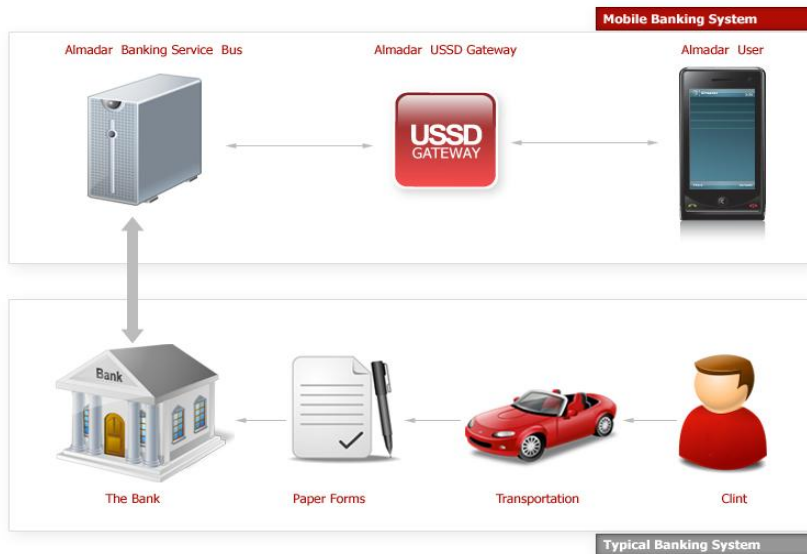 Mobile Banking System
Almadar Banking Service Bus
Almadar USSD Gateway
Almadar User
USSD
GATEWAY
Bank
The Bank
Paper Forms
Transportation
Clint
Typical Banking System